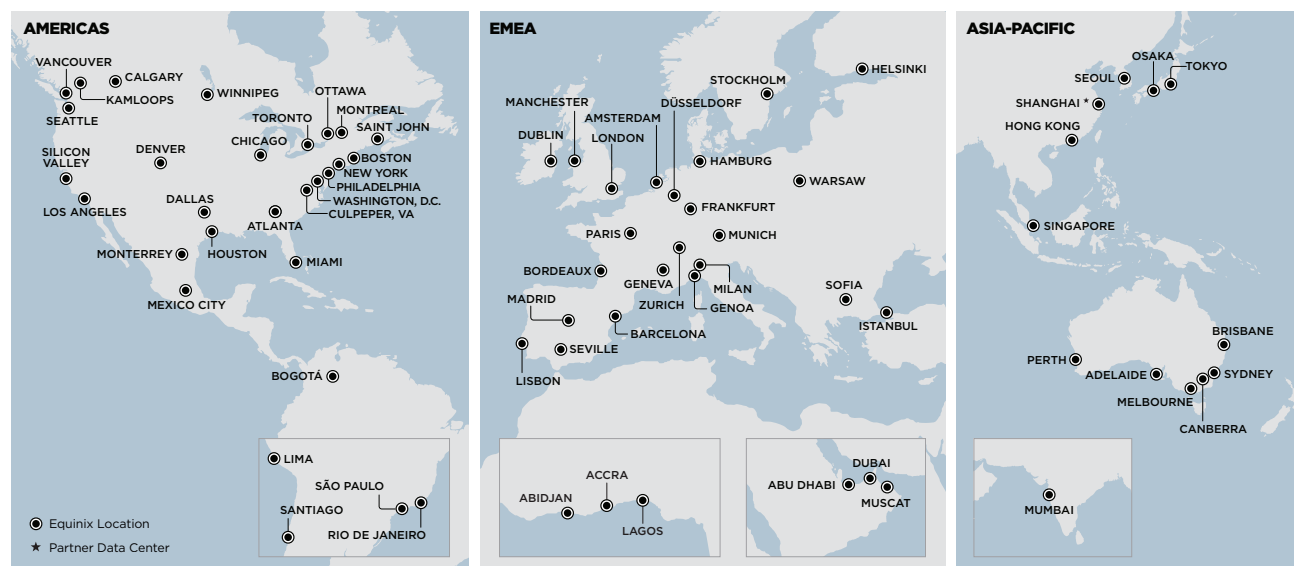 AMERICAS
VANCOUVER
CALGARY
KAMLOOPS
WINNIPEG
SEATTLE
OTTAWA
MONTREAL
TORONTO
SAINT JOHN
CHICAGO
SILICON
VALLEY
DENVER
BOSTON
NEW YORK
PHILADELPHIA
WASHINGTON, D.C.
CULPEPER, VA
LOS ANGELES
DALLAS
ATLANTA
MONTERREY
HOUSTON
MIAMI
MEXICO CITY
BOGOTÁ
LIMA
SÃO PAULO
SANTIAGO
RIO DE JANEIRO
Equinix Location
★ Partner Data Center
EMEA
HELSINKI
STOCKHOLM
MANCHESTER
DÜSSELDORF
AMSTERDAM
DUBLIN
LONDON
HAMBURG
WARSAW
FRANKFURT
PARIS
MUNICH
BORDEAUX
GENEVA
MILAN
SOFIA
MADRID
ZURICH
GENOA
ISTANBUL
BARCELONA
SEVILLE
LISBON
ACCRA
ABIDJAN
LAGOS
DUBAI
ABU DHABI
MUSCAT
ASIA-PACIFIC
OSAKA
TOKYO
SEOUL
SHANGHAI ★
HONG KONG
SINGAPORE
BRISBANE
PERTH
ADELAIDE
SYDNEY
MELBOURNE
CANBERRA
MUMBAI